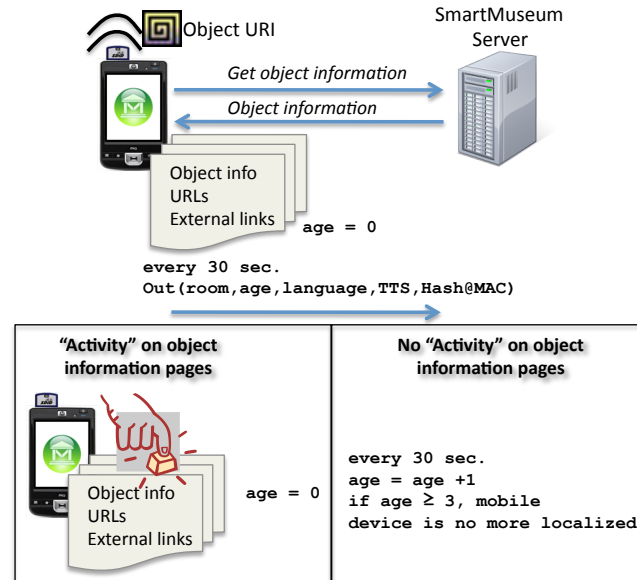 Object URI
SmartMuseum
Server
Get object information
Object information
Object info
URLs
External links
age = 0
every 30 sec.
Out(room,age,language,TTS,Hash@MAC)
“Activity” on object
information pages
No “Activity” on object
information pages
Object info
URLs
External links
age = 0
every 30 sec.
age = age +1
if age ≥ 3, mobile
device is no more localized